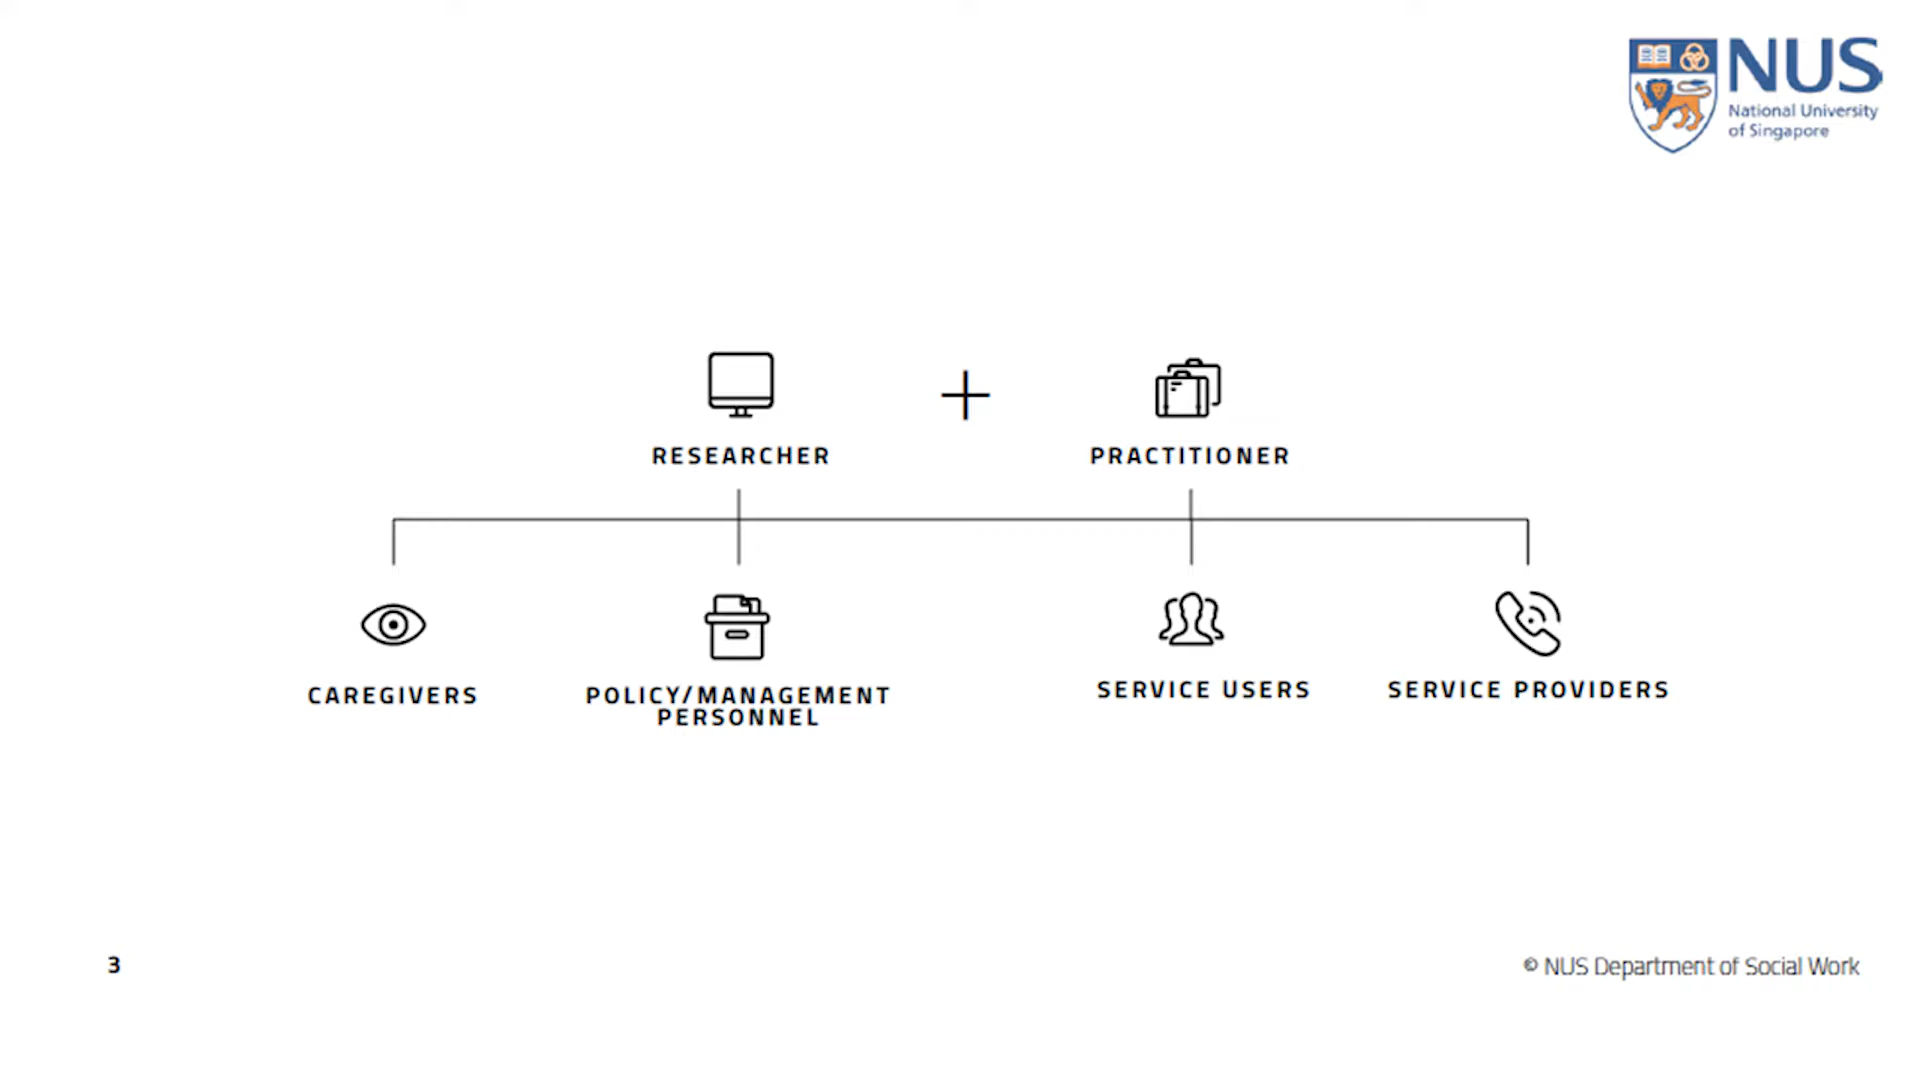 NUS
National University
of Singapore
RESEARCHER
PRACTITIONER
CAREGIVERS
POLICY/MANAGEMENT
PERSONNEL
SERVICE USERS
SERVICE PROVIDERS
3
© NUS Department of Social Work